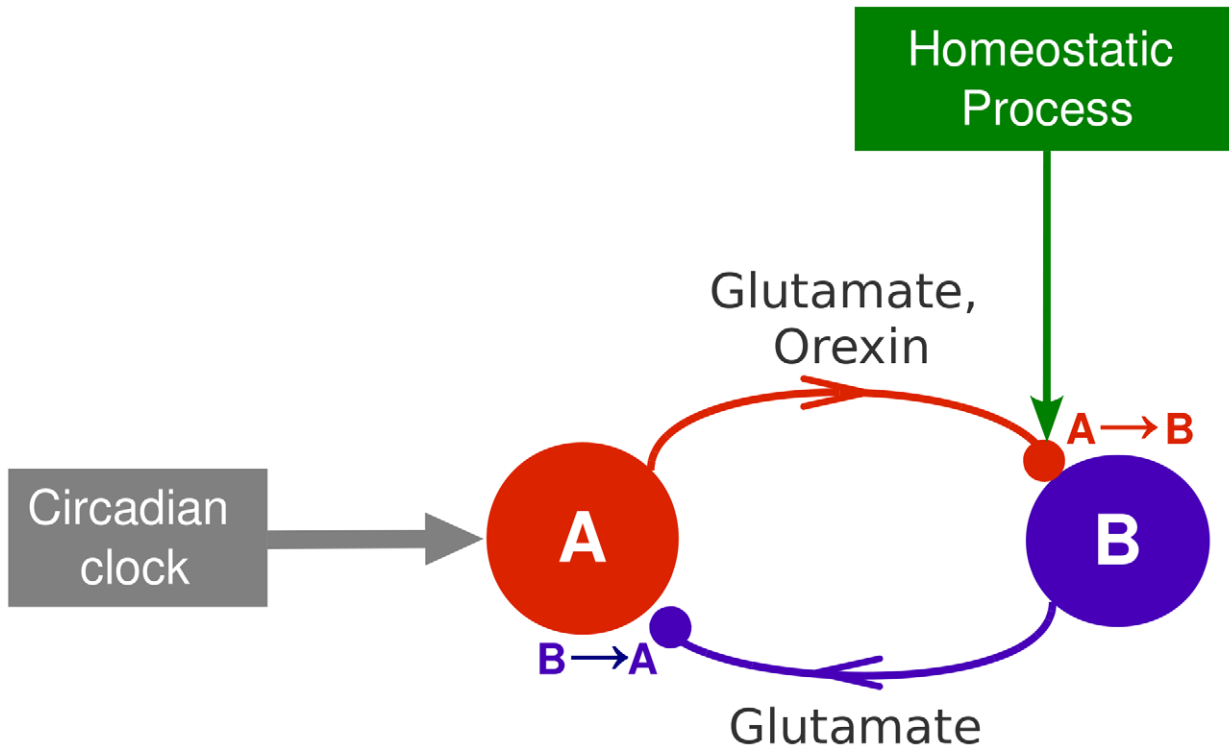 Homeostatic
Process
Glutamate,
Orexin
A → B
Circadian
clock
A
B
B → A
Glutamate